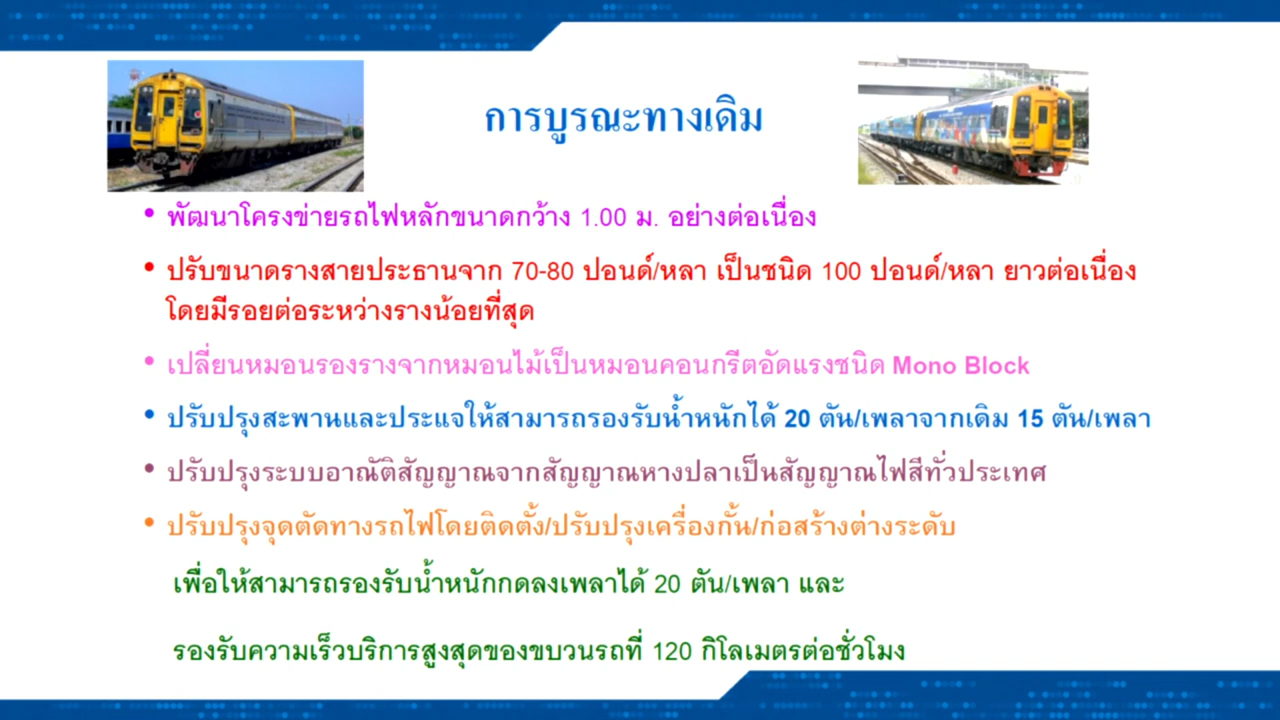 การบูรณะทางเดิม
• พัฒนาโครงข่ายรถไฟหลักขนาดกว้าง 1.00 ม. อย่างต่อเนื่อง
• ปรับขนาดรางสายประธานจาก 70-80 ปอนด์/หลา เป็นชนิด 100 ปอนด์/หลา ยาวต่อเนื่อง
โดยมีรอยต่อระหว่างรางน้อยที่สุด
• เปลี่ยนหมอนรองรางจากหมอนไม้เป็นหมอนคอนกรีตอัดแรงชนิด Mono Block
• ปรับปรุงสะพานและประแจให้สามารถรองรับน้ำหนักได้ 20 ตัน/เพลาจากเดิม 15 ตัน/เพลา
• ปรับปรุงระบบอาณัติสัญญาณจากสัญญาณหางปลาเป็นสัญญาณไฟสีทั่วประเทศ
• ปรับปรุงจุดตัดทางรถไฟโดยติดตั้ง/ปรับปรุงเครื่องกั้น/ก่อสร้างต่างระดับ
เพื่อให้สามารถรองรับน้ำหนักกดลงเพลาได้ 20 ตัน/เพลา และ
รองรับความเร็วบริการสูงสุดของขบวนรถที่ 120 กิโลเมตรต่อชั่วโมง